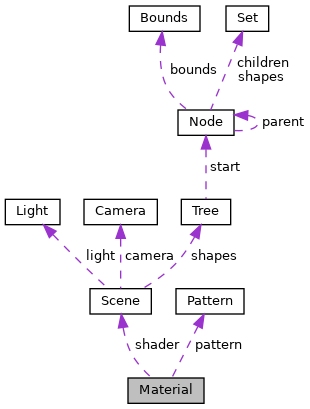 Bounds Set
bounds children
shapes
Node parent
start
Light Camera Tree
light camera shapes
Scene Pattern
shader pattern
Material